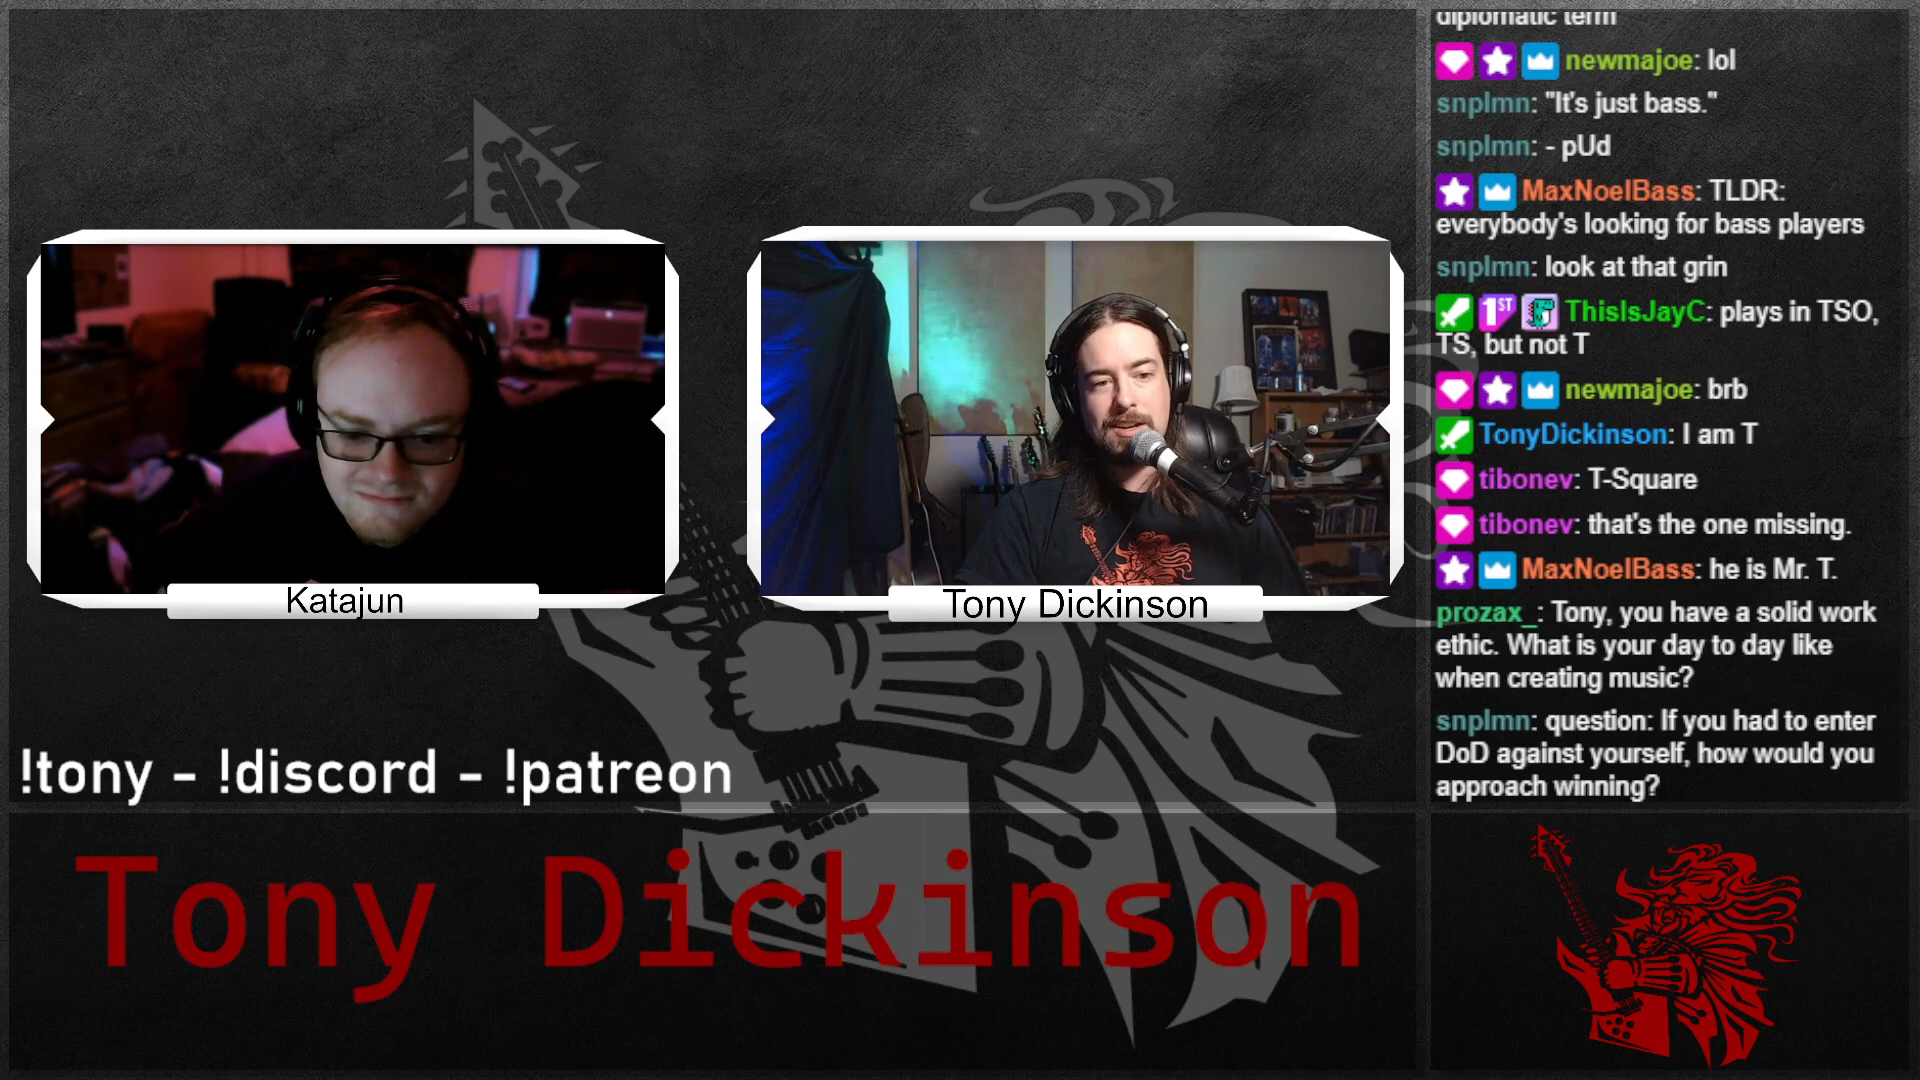 Katajun
Tony Dickinson
!tony - !discord - !patreon
Tony Dickinson
diplomatic term
newmajoe: lol
snplmn: "It's just bass."
snplmn: - pUd
MaxNoelBass: TLDR:
everybody's looking for bass players
snplmn: look at that grin
1ST ThisIsJayC: plays in TSO,
TS, but not T
newmajoe: brb
TonyDickinson: I am T
tibonev: T-Square
tibonev: that's the one missing.
MaxNoelBass: he is Mr. T.
prozax_: Tony, you have a solid work
ethic. What is your day to day like
when creating music?
snplmn: question: If you had to enter
DoD against yourself, how would you
approach winning?